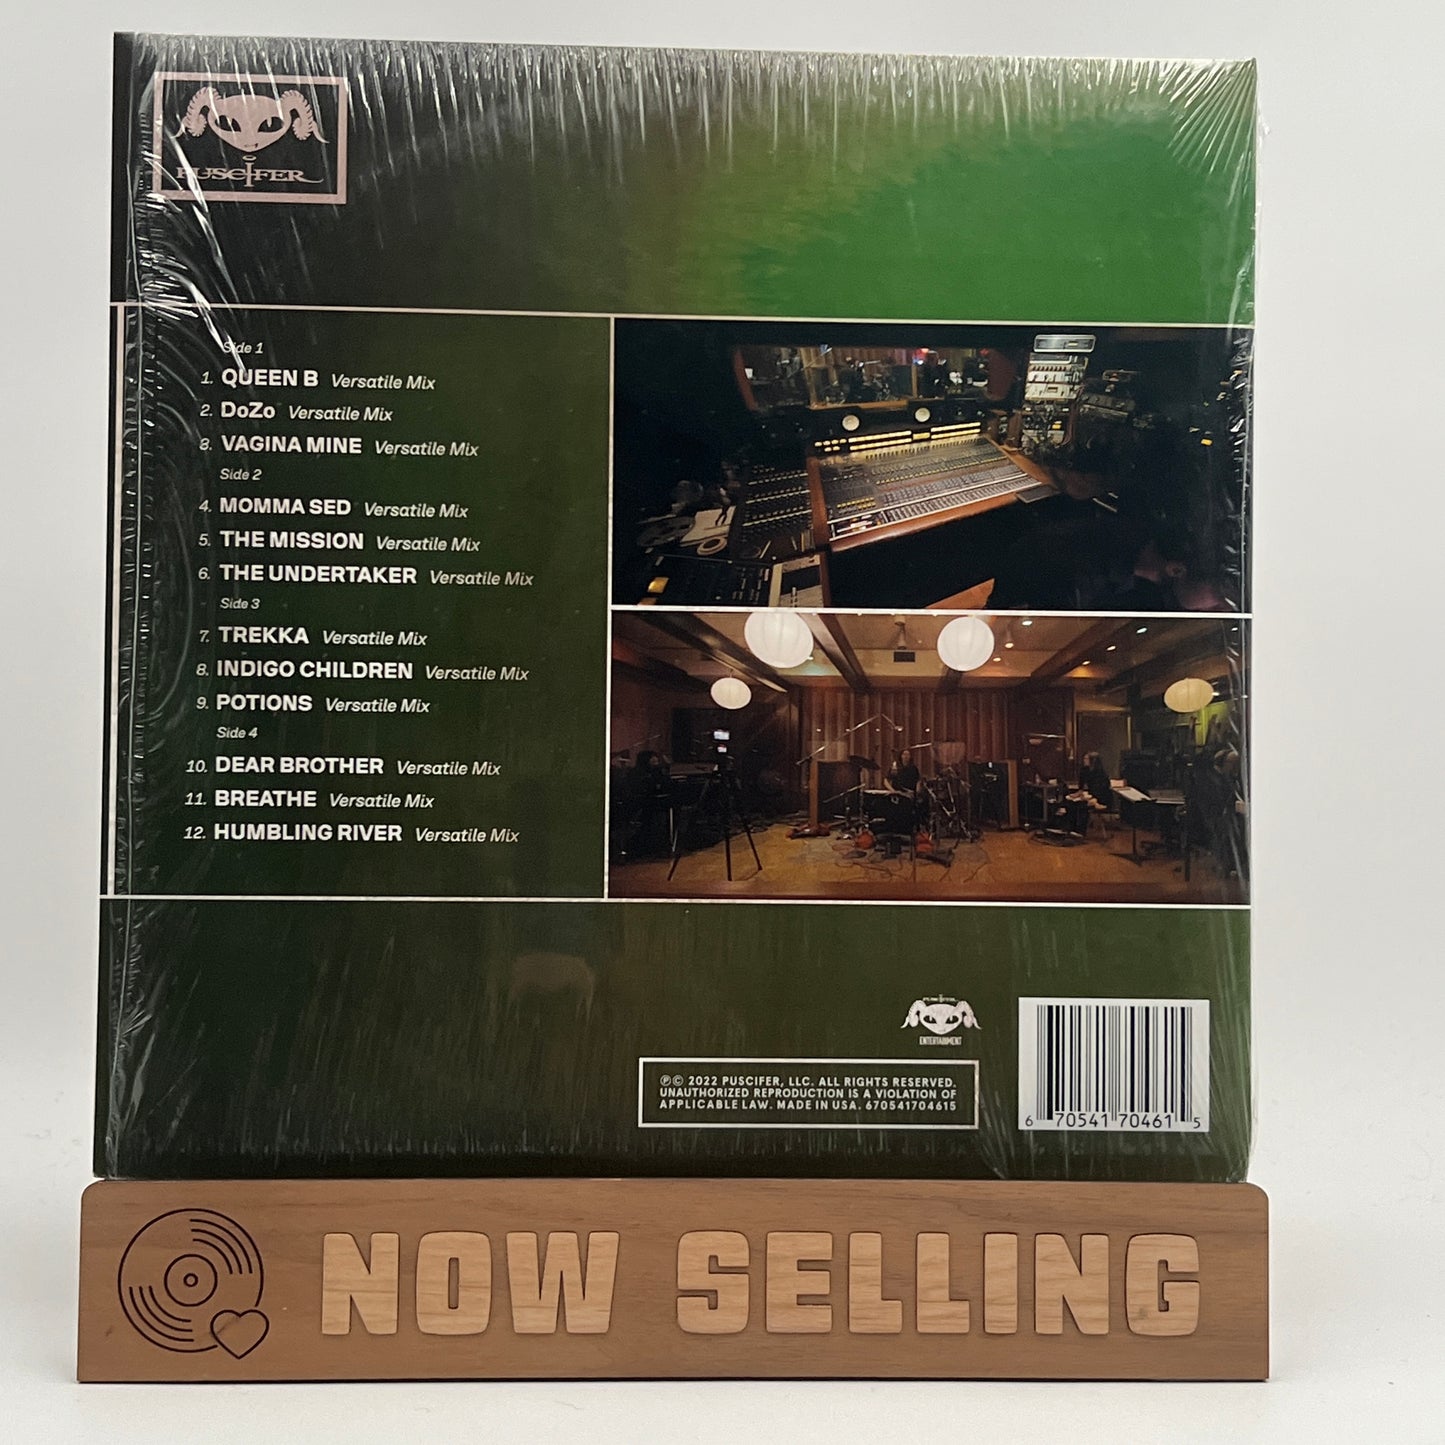 PUSCIFER
Side 1
1. QUEEN B Versatile Mix
2. DoZo Versatile Mix
3. VAGINA MINE Versatile Mix
Side 2
4. MOMMA SED Versatile Mix
5. THE MISSION Versatile Mix
6. THE UNDERTAKER Versatile Mix
Side 3
7. TREKKA Versatile Mix
8. INDIGO CHILDREN Versatile Mix
9. POTIONS Versatile Mix
Side 4
10. DEAR BROTHER Versatile Mix
11. BREATHE Versatile Mix
12. HUMBLING RIVER Versatile Mix
PUSCIFER
ENTERTAINMENT
℗© 2022 PUSCIFER, LLC. ALL RIGHTS RESERVED.
UNAUTHORIZED REPRODUCTION IS A VIOLATION OF
APPLICABLE LAW. MADE IN USA. 670541704615
6 70541 70461 5
NOW SELLING